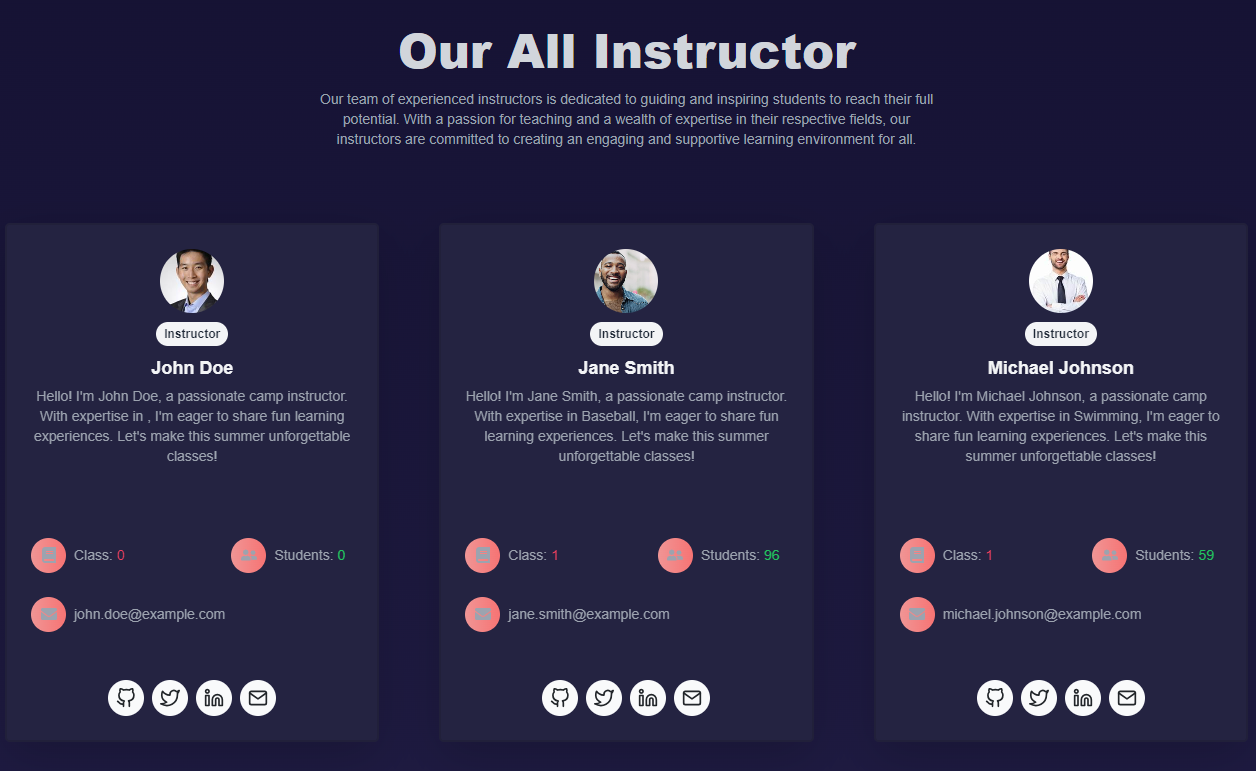 Our All Instructor
Our team of experienced instructors is dedicated to guiding and inspiring students to reach their full
potential. With a passion for teaching and a wealth of expertise in their respective fields, our
instructors are committed to creating an engaging and supportive learning environment for all.
Instructor
John Doe
Hello! I'm John Doe, a passionate camp instructor.
With expertise in , I'm eager to share fun learning
experiences. Let's make this summer unforgettable
classes!
Class: 0
Students: 0
john.doe@example.com
Instructor
Jane Smith
Hello! I'm Jane Smith, a passionate camp instructor.
With expertise in Baseball, I'm eager to share fun
learning experiences. Let's make this summer
unforgettable classes!
Class: 1
Students: 96
jane.smith@example.com
Instructor
Michael Johnson
Hello! I'm Michael Johnson, a passionate camp
instructor. With expertise in Swimming, I'm eager to
share fun learning experiences. Let's make this
summer unforgettable classes!
Class: 1
Students: 59
michael.johnson@example.com